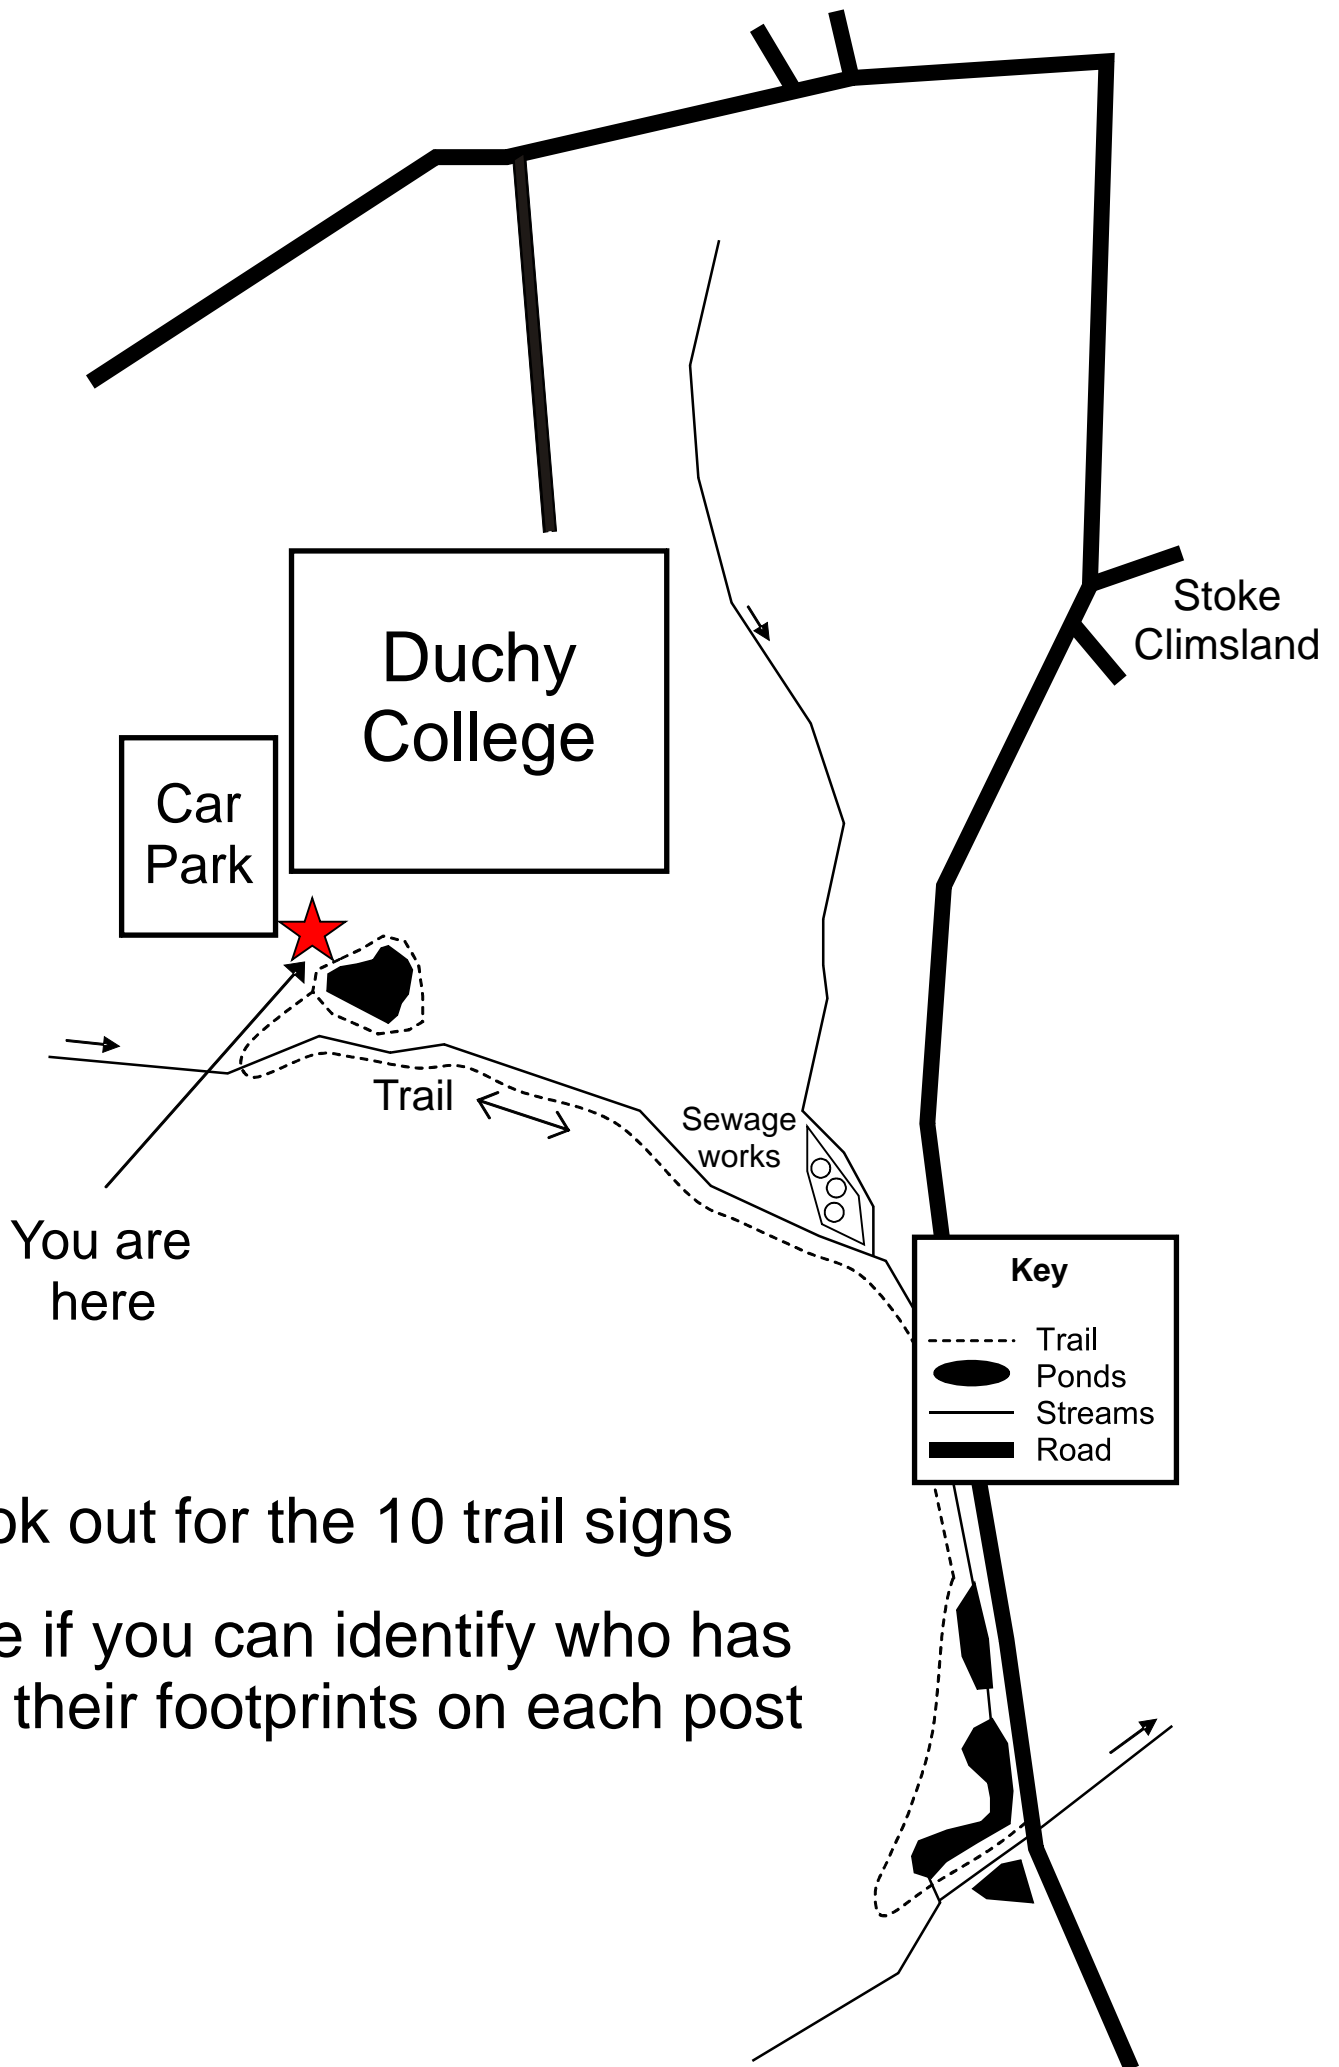 Stoke
Climsland
Duchy
College
Car
Park
Trail
Sewage
works
You are
here
Key
Trail
Ponds
Streams
Road
out for the 10 trail signs
if you can identify who has
their footprints on each post